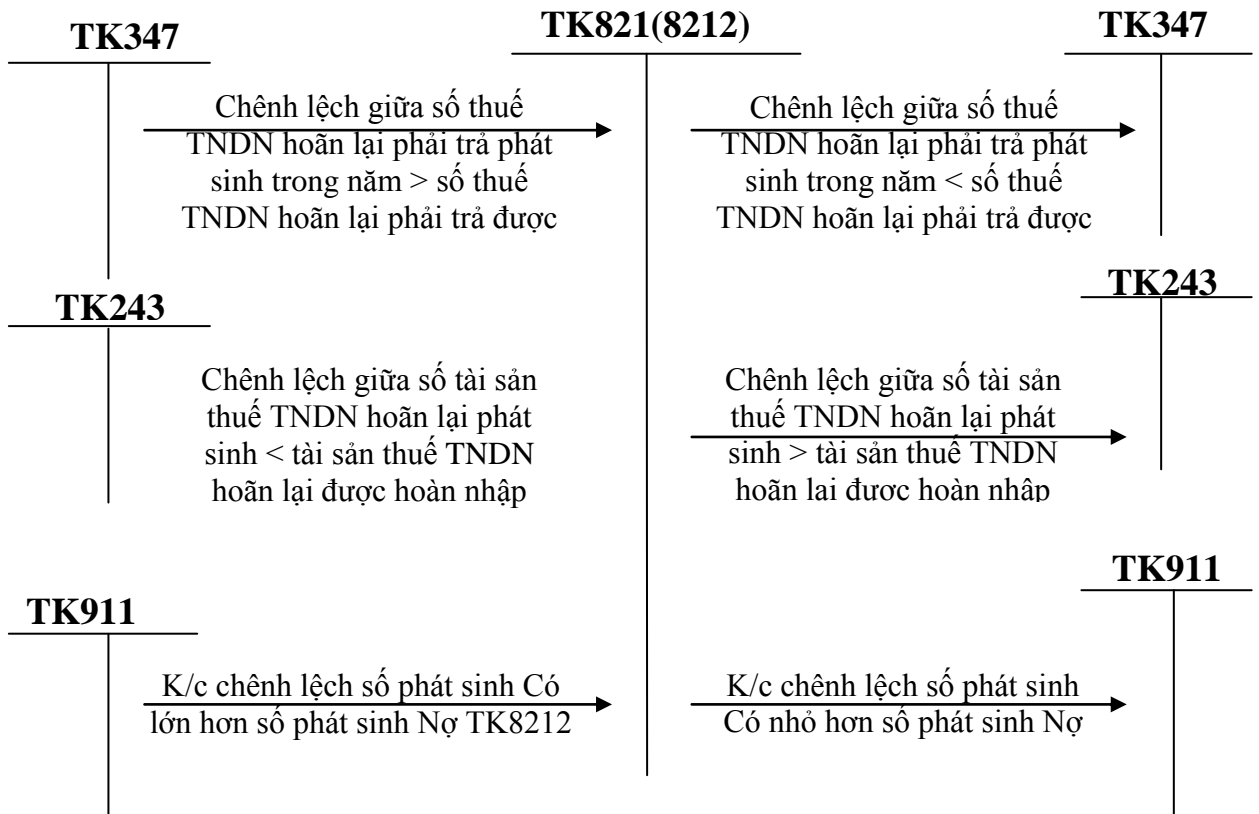 TK347
TK821(8212)
TK347
Chênh lệch giữa số thuế
TNDN hoãn lại phải trả phát
sinh trong năm > số thuế
TNDN hoãn lại phải trả được
Chênh lệch giữa số thuế
TNDN hoãn lại phải trả phát
sinh trong năm < số thuế
TNDN hoãn lại phải trả được
TK243
TK243
Chênh lệch giữa số tài sản
thuế TNDN hoãn lại phát
sinh < tài sản thuế TNDN
hoãn lại được hoàn nhập
Chênh lệch giữa số tài sản
thuế TNDN hoãn lại phát
sinh > tài sản thuế TNDN
hoãn lại được hoàn nhập
TK911
TK911
K/c chênh lệch số phát sinh Có
lớn hơn số phát sinh Nợ TK8212
K/c chênh lệch số phát sinh
Có nhỏ hơn số phát sinh Nợ